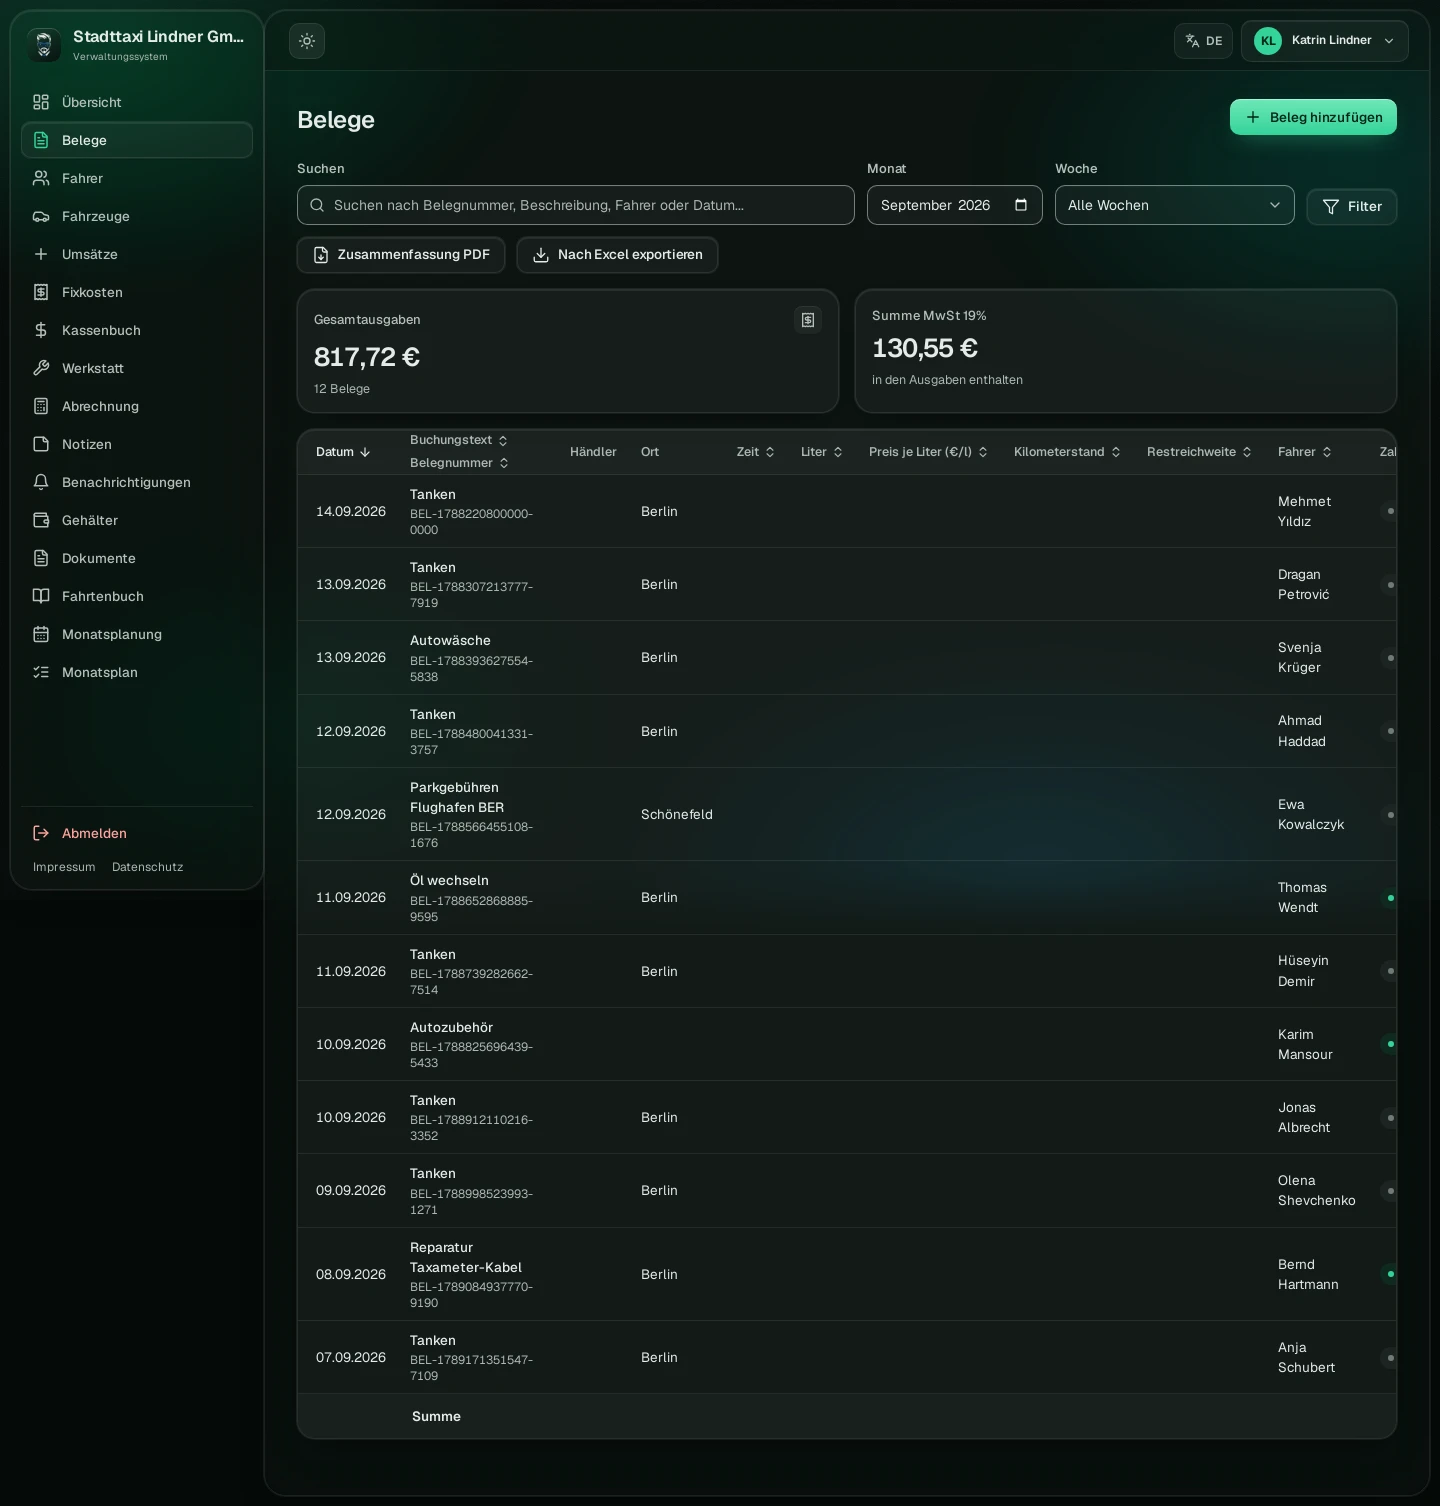 Stadttaxi Lindner Gm...
Verwaltungssystem
Übersicht
Belege
Fahrer
Fahrzeuge
Umsätze
Fixkosten
Kassenbuch
Werkstatt
Abrechnung
Notizen
Benachrichtigungen
Gehälter
Dokumente
Fahrtenbuch
Monatsplanung
Monatsplan
Abmelden
Impressum Datenschutz
DE
KL Katrin Lindner
Belege
Beleg hinzufügen
Suchen
Monat
Woche
Suchen nach Belegnummer, Beschreibung, Fahrer oder Datum...
September 2026
Alle Wochen
Filter
Zusammenfassung PDF
Nach Excel exportieren
Gesamtausgaben
817,72 €
12 Belege
Summe MwSt 19%
130,55 €
in den Ausgaben enthalten
Datum
Buchungstext
Belegnummer
Händler
Ort
Zeit
Liter
Preis je Liter (€/l)
Kilometerstand
Restreichweite
Fahrer
Zal
14.09.2026
Tanken
BEL-1788220800000-
0000
Berlin
Mehmet
Yıldız
13.09.2026
Tanken
BEL-1788307213777-
7919
Berlin
Dragan
Petrović
13.09.2026
Autowäsche
BEL-1788393627554-
5838
Berlin
Svenja
Krüger
12.09.2026
Tanken
BEL-1788480041331-
3757
Berlin
Ahmad
Haddad
12.09.2026
Parkgebühren
Flughafen BER
BEL-1788566455108-
1676
Schönefeld
Ewa
Kowalczyk
11.09.2026
Öl wechseln
BEL-1788652868885-
9595
Berlin
Thomas
Wendt
11.09.2026
Tanken
BEL-1788739282662-
7514
Berlin
Hüseyin
Demir
10.09.2026
Autozubehör
BEL-1788825696439-
5433
Karim
Mansour
10.09.2026
Tanken
BEL-1788912110216-
3352
Berlin
Jonas
Albrecht
09.09.2026
Tanken
BEL-1788998523993-
1271
Berlin
Olena
Shevchenko
08.09.2026
Reparatur
Taxameter-Kabel
BEL-1789084937770-
9190
Berlin
Bernd
Hartmann
07.09.2026
Tanken
BEL-1789171351547-
7109
Berlin
Anja
Schubert
Summe